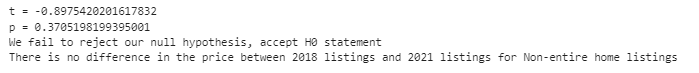 t = -0.8975420201617832
p = 0.3705198199395001
We fail to reject our null hypothesis, accept H0 statement
There is no difference in the price between 2018 listings and 2021 listings for Non-entire home listings